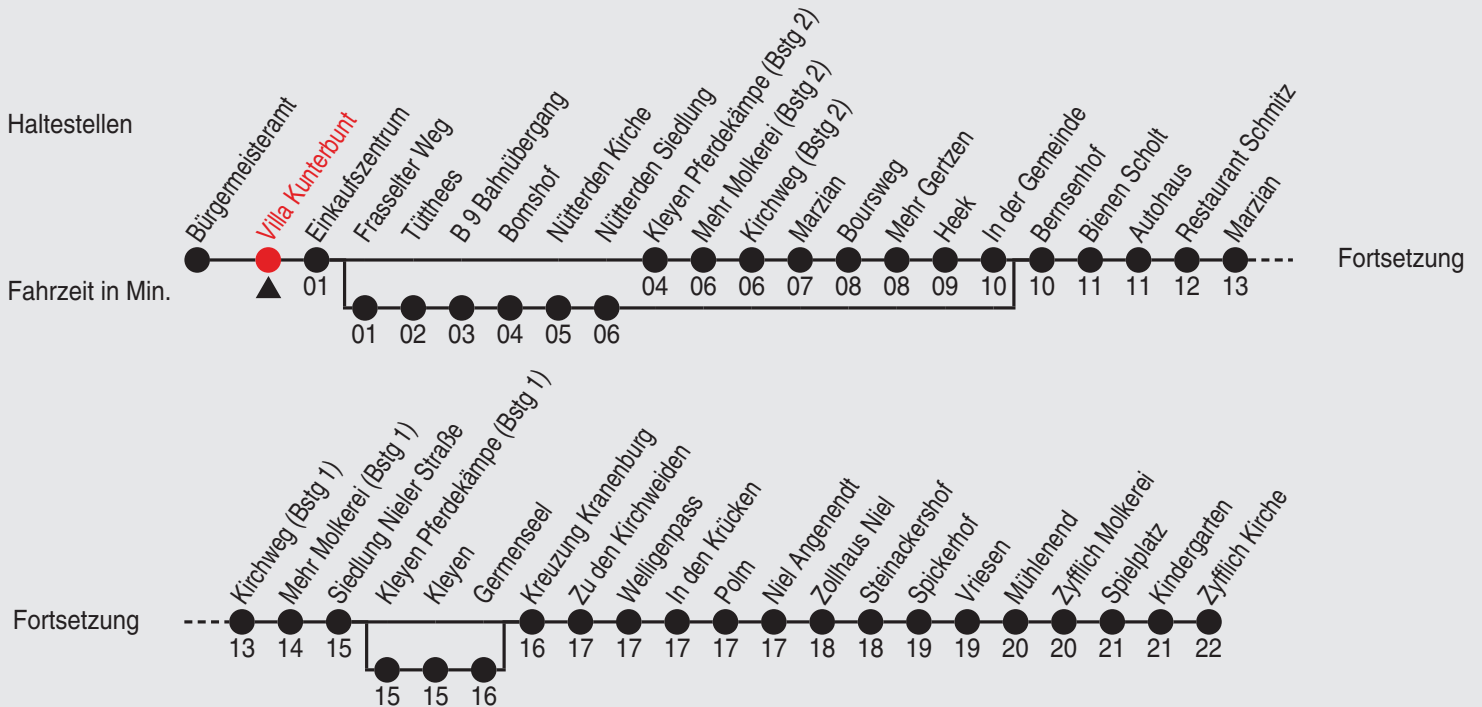 Haltestellen
Bürgermeisteramt
Villa Kunterbunt
Einkaufszentrum
Frasselter Weg
Tütthees
B 9 Bahnübergang
Bomshof
Nütterden Kirche
Nütterden Siedlung
Kleyen Pferdekämpe (Bstg 2)
Mehr Molkerei (Bstg 2)
Kirchweg (Bstg 2)
Marzian
Boursweg
Mehr Gertzen
Heek
In der Gemeinde
Bernsenhof
Bienen Scholt
Autohaus
Restaurant Schmitz
Marzian
Fortsetzung
Fahrzeit in Min.
01 04 06 06 07 08 08 09 10 10 11 11 12 13
01 02 03 04 05 06
Kirchweg (Bstg 1)
Mehr Molkerei (Bstg 1)
Siedlung Nieler Straße
Kleyen Pferdekämpe (Bstg 1)
Kleyen
Germenseel
Kreuzung Kranenburg
Zu den Kirchweiden
Welligenpass
In den Krücken
Polm
Niel Angenendt
Zollhaus Niel
Steinackershof
Spickerhof
Vriesen
Mühlenend
Zyfflich Molkerei
Spielplatz
Kindergarten
Zyfflich Kirche
Fortsetzung
13 14 15 16 17 17 17 17 17 18 18 19 19 20 20 21 21 22
15 15 16